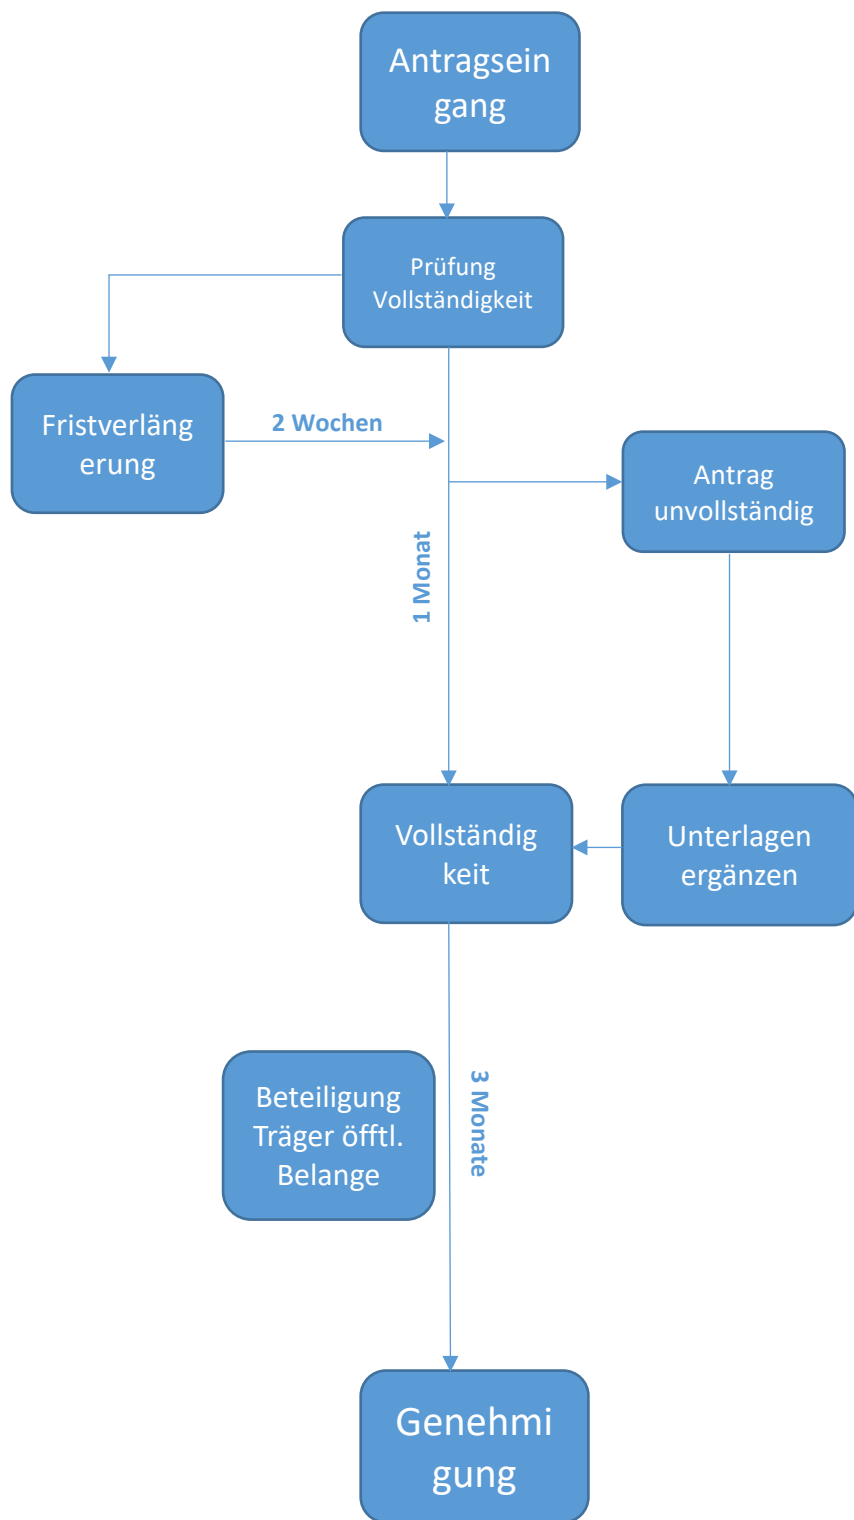 Antragsein
gang
Prüfung
Vollständigkeit
Fristverläng
erung
2 Wochen
Antrag
unvollständig
1 Monat
Vollständig
keit
Unterlagen
ergänzen
Beteiligung
Träger öfftl.
Belange
3 Monate
Genehmi
gung